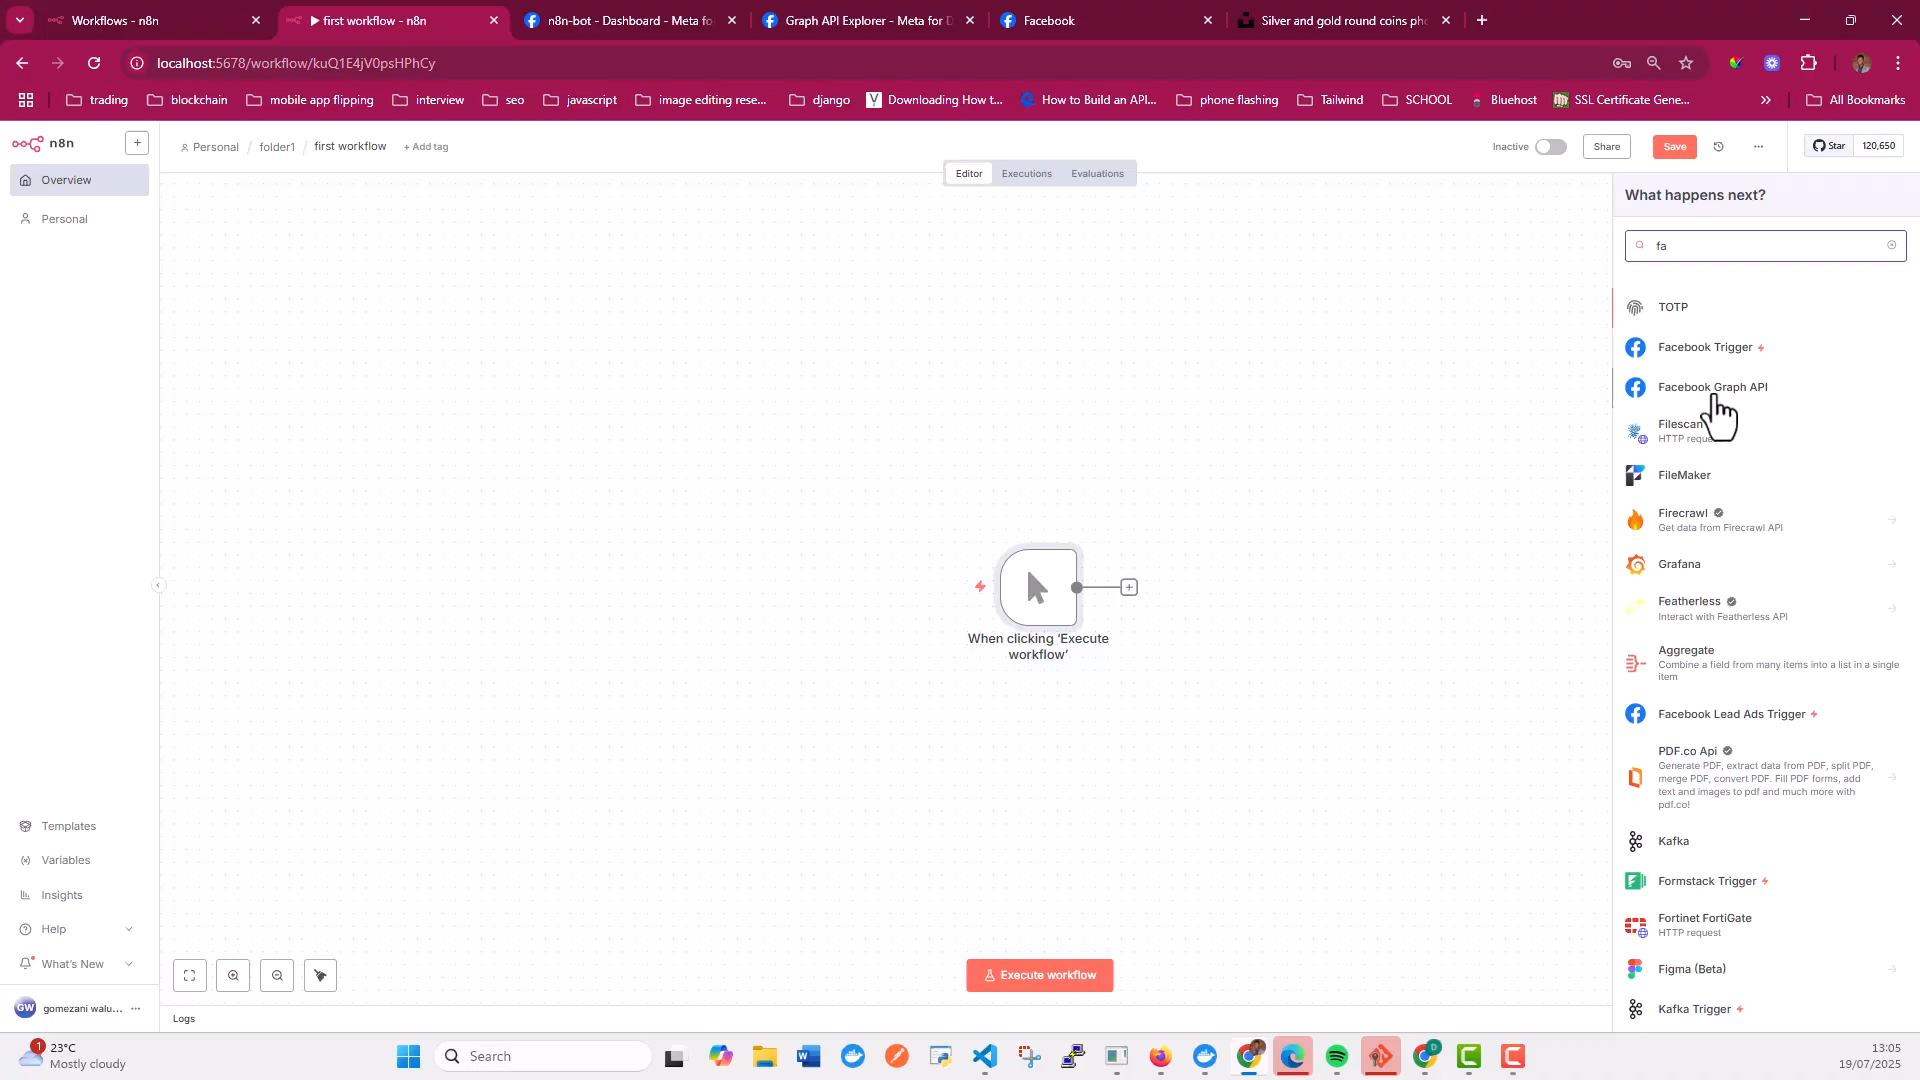 Workflows - n8n
first workflow - n8n
n8n-bot - Dashboard - Meta fo
Graph API Explorer - Meta for D
Facebook
Silver and gold round coins pho
localhost:5678/workflow/kuQ1E4jV0psHPhCy
trading
blockchain
mobile app flipping
interview
seo
javascript
image editing rese...
django
Downloading How t...
How to Build an API...
phone flashing
Tailwind
SCHOOL
Bluehost
SSL Certificate Gene...
All Bookmarks
n8n
Personal / folder1 / first workflow + Add tag
Inactive
Share
Save
Star 120,650
Overview
Personal
Editor
Executions
Evaluations
What happens next?
fa
TOTP
Facebook Trigger
Facebook Graph API
Filescan
HTTP reque
FileMaker
Firecrawl
Get data from Firecrawl API
Grafana
Featherless
Interact with Featherless API
Aggregate
Combine a field from many items into a list in a single
item
Facebook Lead Ads Trigger
PDF.co Api
Generate PDF, extract data from PDF, split PDF,
merge PDF, convert PDF. Fill PDF forms, add
text and images to pdf and much more with
pdf.co!
Kafka
Formstack Trigger
Fortinet FortiGate
HTTP request
Figma (Beta)
Kafka Trigger
When clicking ‘Execute
workflow’
Templates
Variables
Insights
Help
What's New
GW gomezani walu...
Execute workflow
Logs
1
23°C
Mostly cloudy
Search
D
13:05
19/07/2025